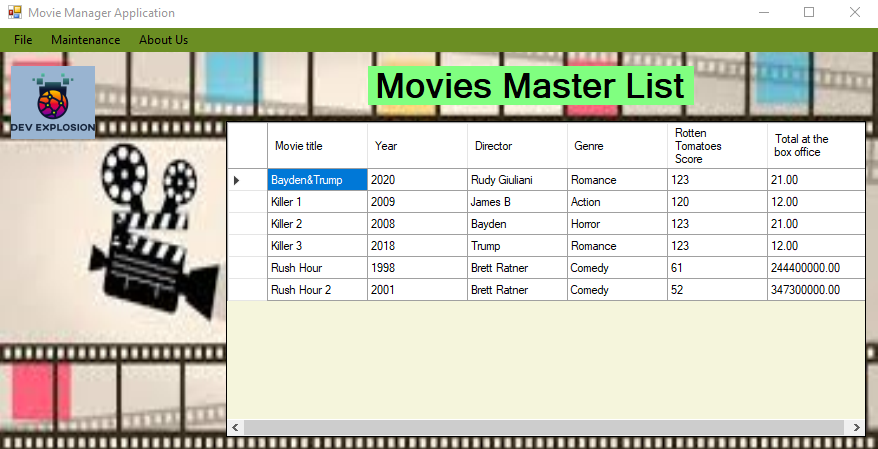 Movie Manager Application
File Maintenance About Us
DEV EXPLOSION
Movies Master List
Movie title Year Director Genre Rotten Tomatoes Score Total at the box office
Bayden&Trump 2020 Rudy Giuliani Romance 123 21.00
Killer 1 2009 James B Action 120 12.00
Killer 2 2008 Bayden Horror 123 21.00
Killer 3 2018 Trump Romance 123 12.00
Rush Hour 1998 Brett Ratner Comedy 61 244400000.00
Rush Hour 2 2001 Brett Ratner Comedy 52 347300000.00